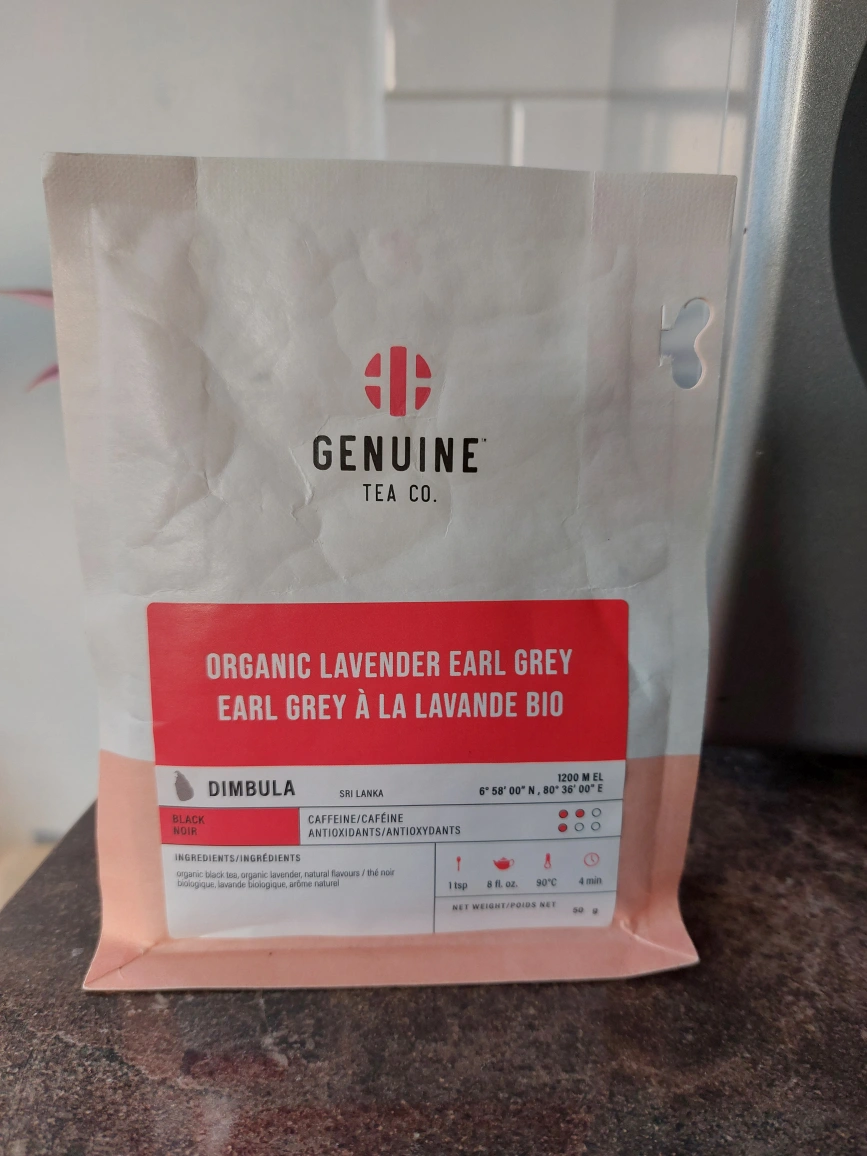 GENUINE™
TEA CO.
ORGANIC LAVENDER EARL GREY
EARL GREY À LA LAVANDE BIO
DIMBULA SRI LANKA
1200 M EL
6° 58' 00" N , 80° 36' 00" E
BLACK
NOIR
CAFFEINE/CAFÉINE
ANTIOXIDANTS/ANTIOXYDANTS
INGREDIENTS/INGRÉDIENTS
organic black tea, organic lavender, natural flavours / thé noir
biologique, lavande biologique, arôme naturel
1 tsp 8 fl. oz. 90°C 4 min
NET WEIGHT/POIDS NET 50 g